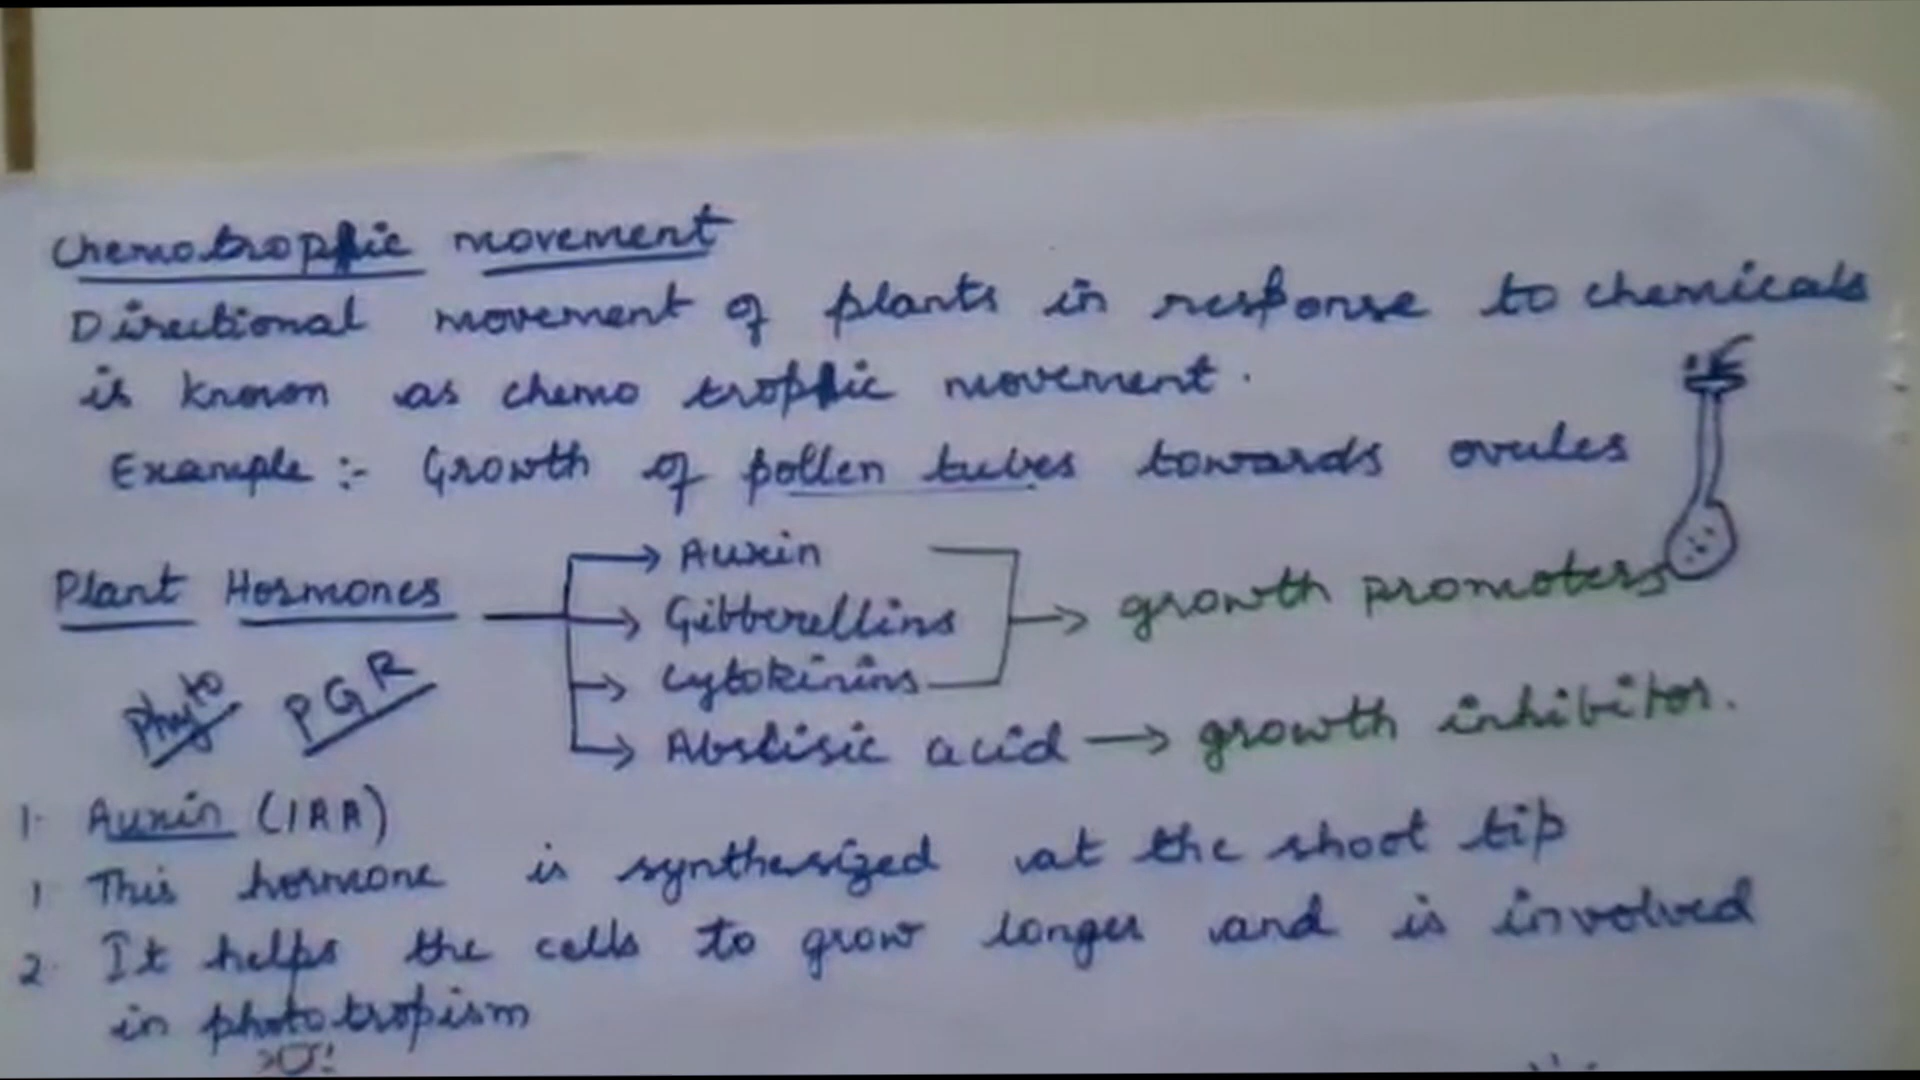 Chemotrophic movement
Directional movement of plants in response to chemicals
is known as chemo trophic movement.
Example :- Growth of pollen tubes towards ovules
Plant Hormones → Auxin
→ Gibberellins → growth promoters
→ Cytokinins
→ Abslisic acid → growth inhibitor.
Phyto PGR
1. Auxin (IAA)
1 This hormone is synthesized at the shoot tip
2. It helps the cells to grow longer and is involved
in phototropism